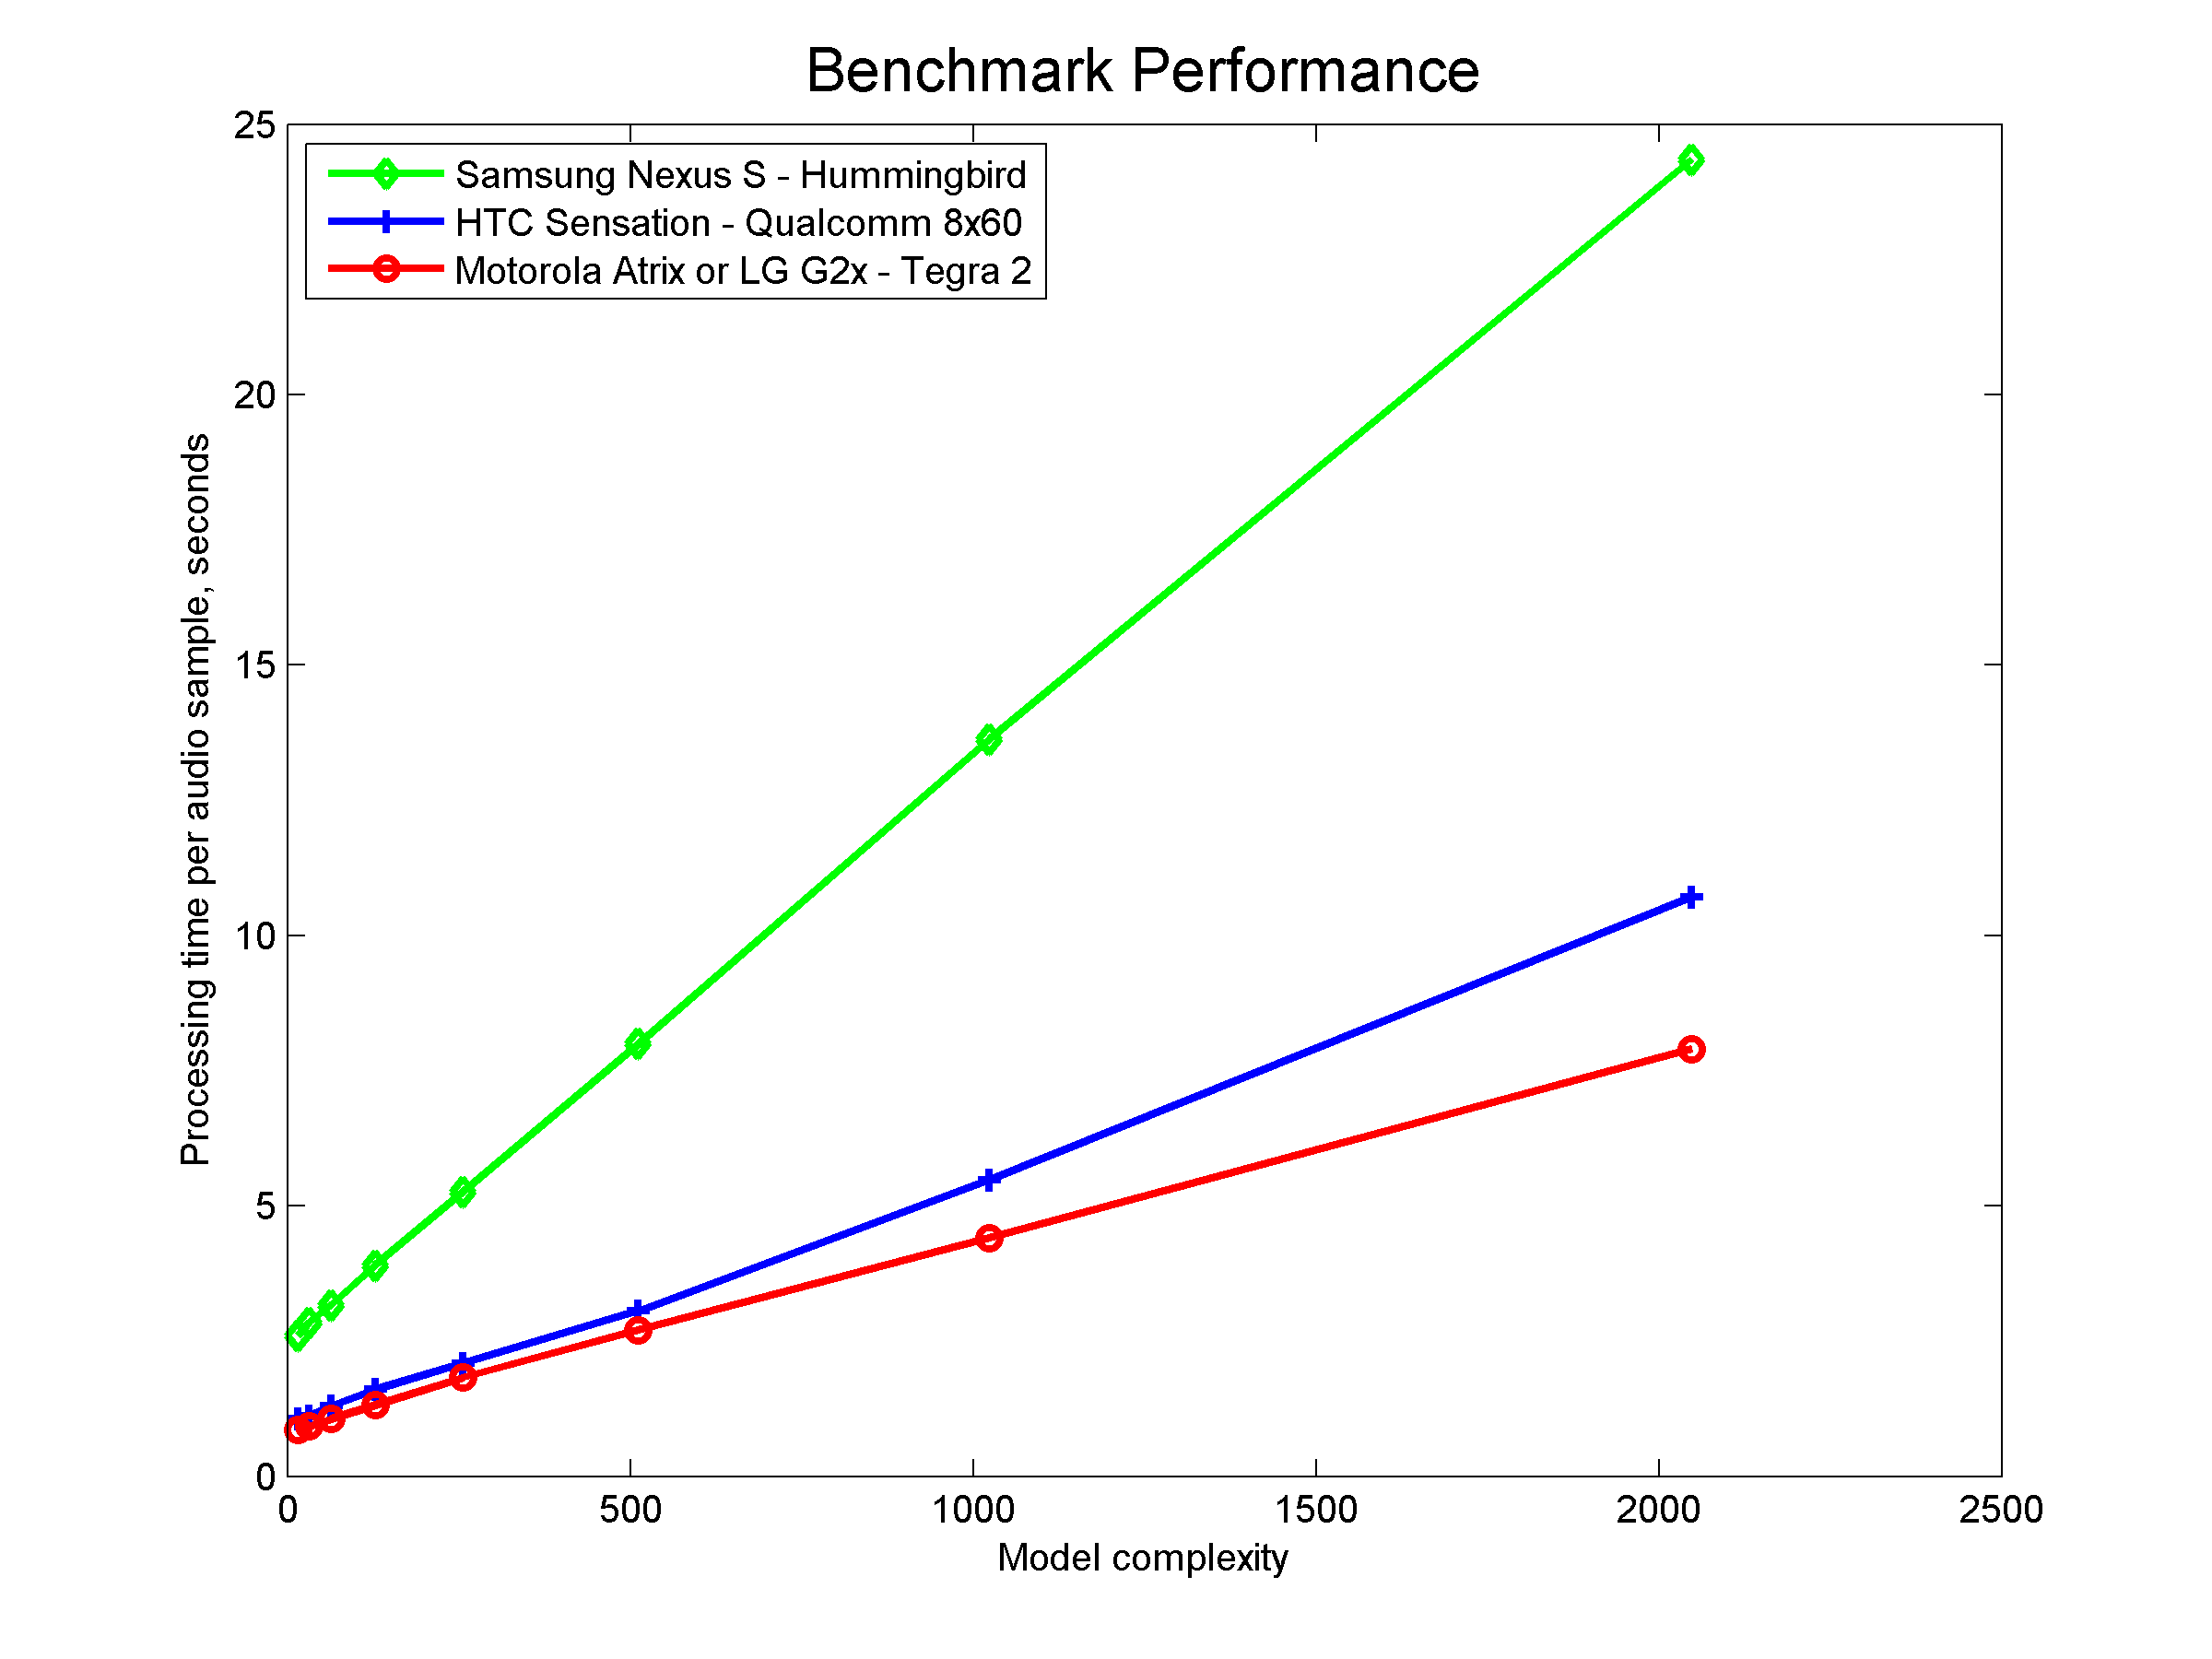 Benchmark Performance
25
20
15
10
5
0
Processing time per audio sample, seconds
Samsung Nexus S - Hummingbird
HTC Sensation - Qualcomm 8x60
Motorola Atrix or LG G2x - Tegra 2
0 500 1000 1500 2000 2500
Model complexity